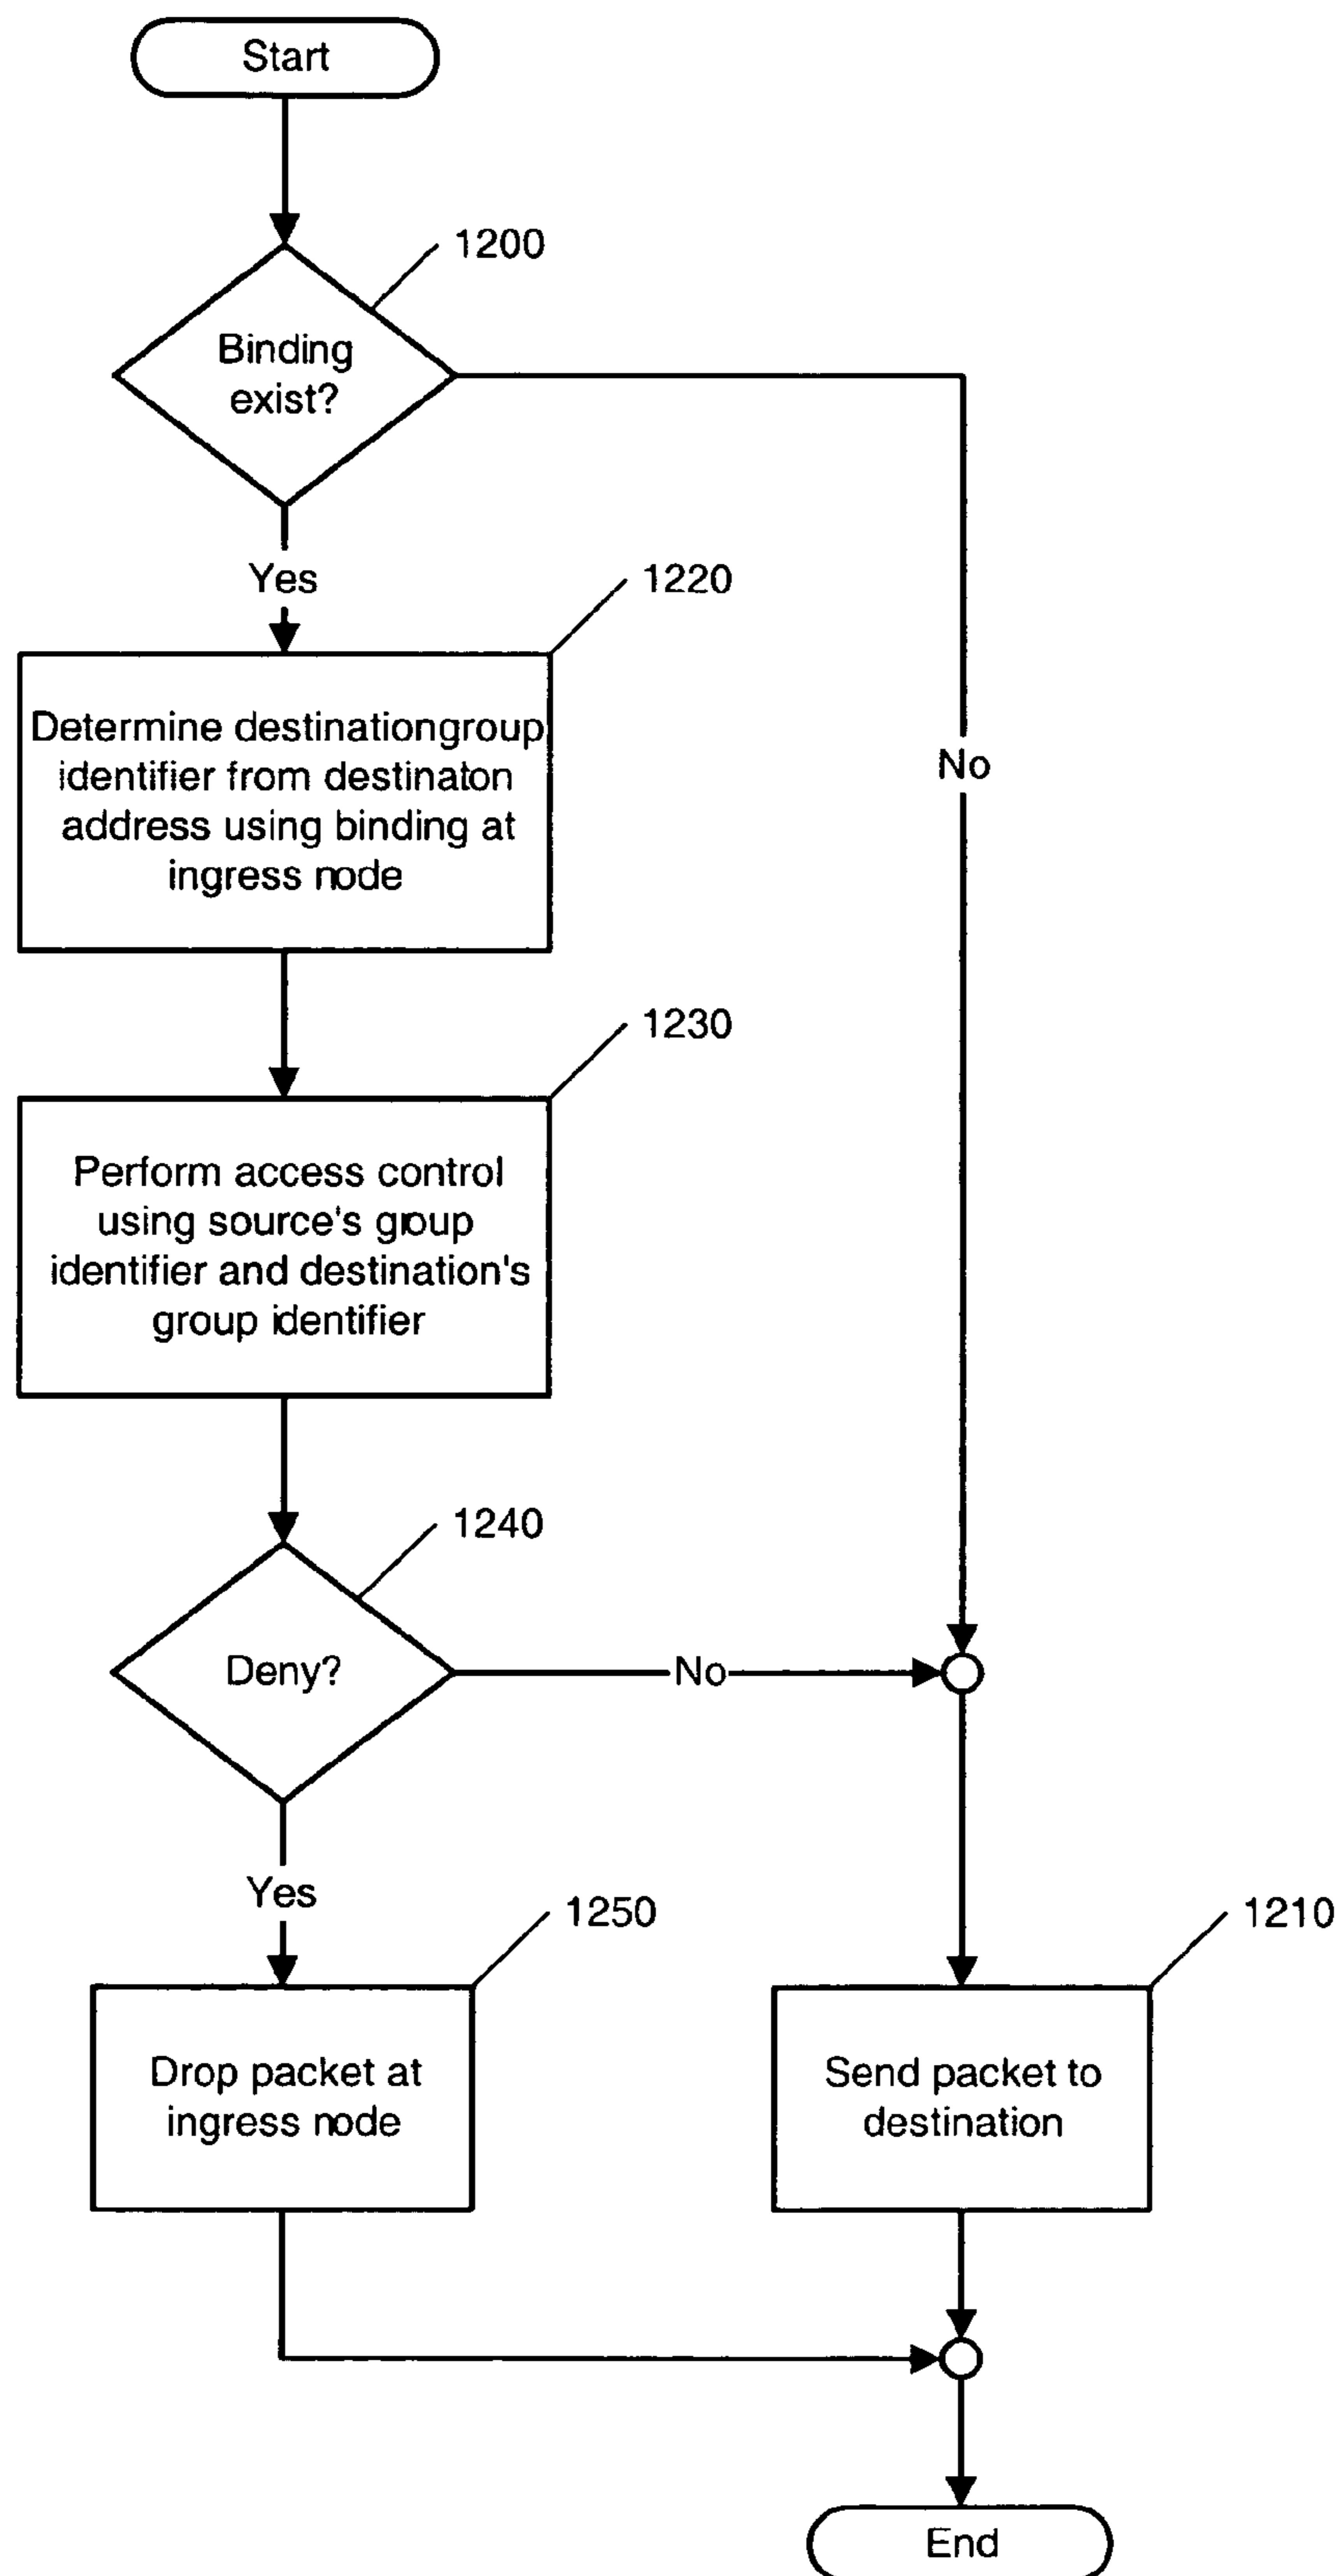 Start
1200
Binding
exist?
Yes
1220
Determine destinationgroup
identifier from destinaton
address using binding at
ingress node
No
1230
Perform access control
using source's group
identifier and destination's
group identifier
1240
Deny?
No
Yes
1250
Drop packet at
ingress node
1210
Send packet to
destination
End